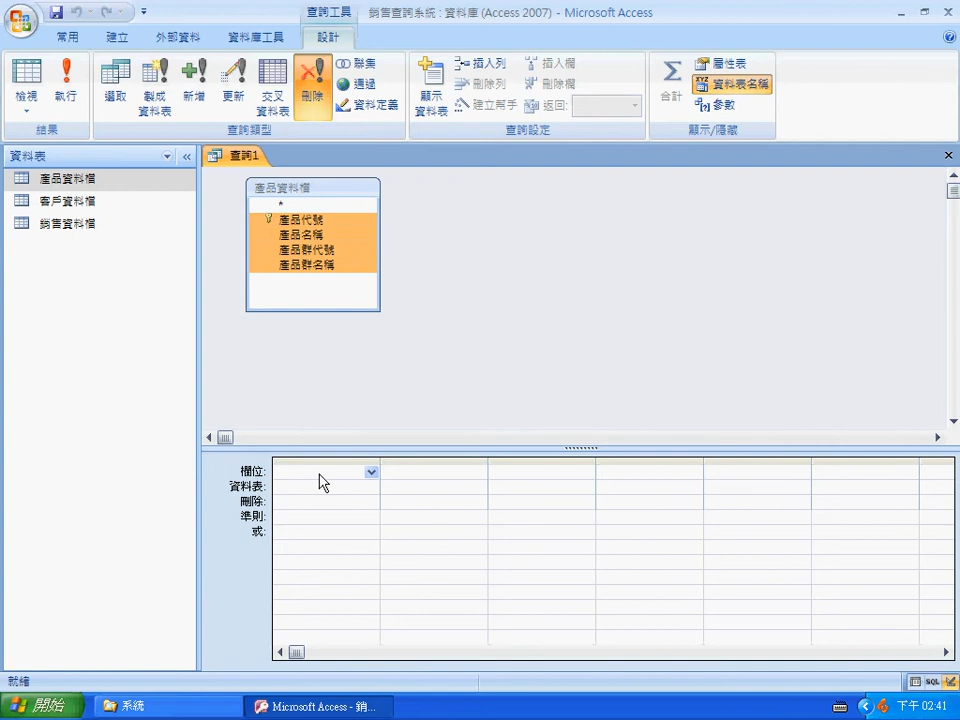 查詢工具
銷售查詢系統 : 資料庫 (Access 2007) - Microsoft Access
常用
建立
外部資料
資料庫工具
設計
檢視
執行
結果
選取
製成
資料表
新增
更新
交叉
資料表
刪除
聯集
通過
資料定義
查詢類型
顯示
資料表
插入列
刪除列
建立幫手
插入欄
刪除欄
返回:
查詢設定
合計
屬性表
資料表名稱
參數
顯示/隱藏
資料表
產品資料檔
客戶資料檔
銷售資料檔
查詢1
產品資料檔
*
產品代號
產品名稱
產品群代號
產品群名稱
欄位:
資料表:
刪除:
準則:
或:
就緒
SQL
開始
系統
Microsoft Access - 銷...
下午 02:41